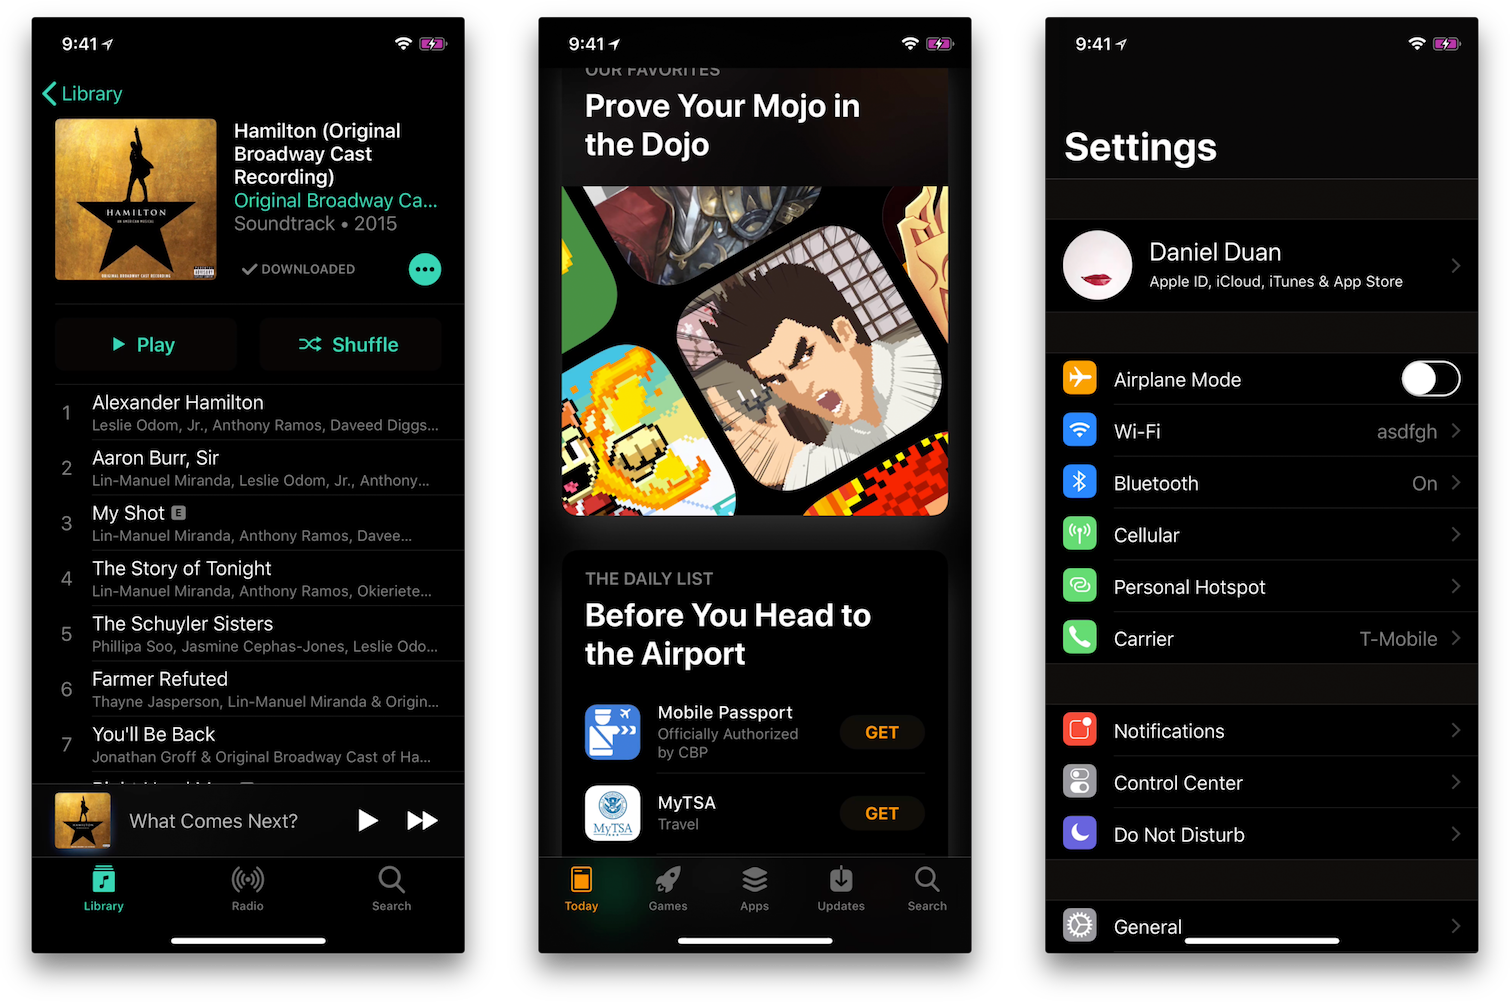 9:41
Library
HAMILTON
AN AMERICAN MUSICAL
ORIGINAL BROADWAY CAST RECORDING
Hamilton (Original
Broadway Cast
Recording)
Original Broadway Ca...
Soundtrack • 2015
DOWNLOADED
Play
Shuffle
1
Alexander Hamilton
Leslie Odom, Jr., Anthony Ramos, Daveed Diggs...
2
Aaron Burr, Sir
Lin-Manuel Miranda, Leslie Odom, Jr., Anthony...
3
My Shot E
Lin-Manuel Miranda, Anthony Ramos, Davee...
4
The Story of Tonight
Lin-Manuel Miranda, Anthony Ramos, Okieriete...
5
The Schuyler Sisters
Phillipa Soo, Jasmine Cephas-Jones, Leslie Odo...
6
Farmer Refuted
Thayne Jasperson, Lin-Manuel Miranda & Origin...
7
You'll Be Back
Jonathan Groff & Original Broadway Cast of Ha...
What Comes Next?
Library
Radio
Search
9:41
OUR FAVORITES
Prove Your Mojo in
the Dojo
THE DAILY LIST
Before You Head to
the Airport
Mobile Passport
Officially Authorized
by CBP
GET
MyTSA
MyTSA
Travel
GET
Today
Games
Apps
Updates
Search
9:41
Settings
Daniel Duan
Apple ID, iCloud, iTunes & App Store
Airplane Mode
Wi-Fi
asdfgh
Bluetooth
On
Cellular
Personal Hotspot
Carrier
T-Mobile
Notifications
Control Center
Do Not Disturb
General